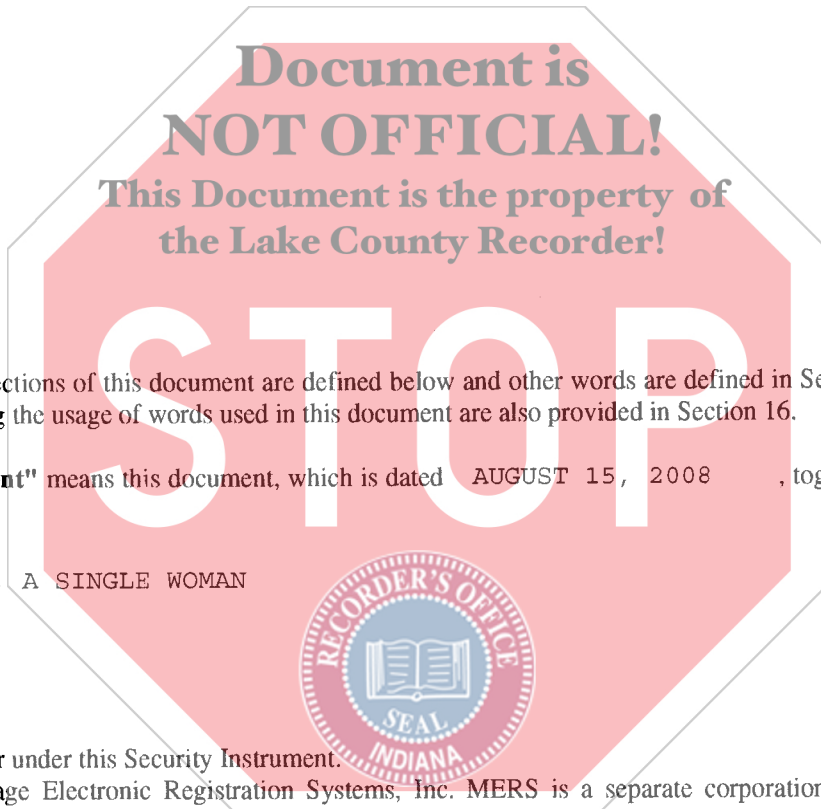 Document is
NOT OFFICIAL!
This Document is the property of
the Lake County Recorder!
STOP
ctions of this document are defined below and other words are defined in Se
g the usage of words used in this document are also provided in Section 16.
nt" means this document, which is dated AUGUST 15, 2008 , tog
A SINGLE WOMAN
RECORDER'S OFFICE
SEAL
INDIANA
r under this Security Instrument.
age Electronic Registration Systems, Inc. MERS is a separate corporation